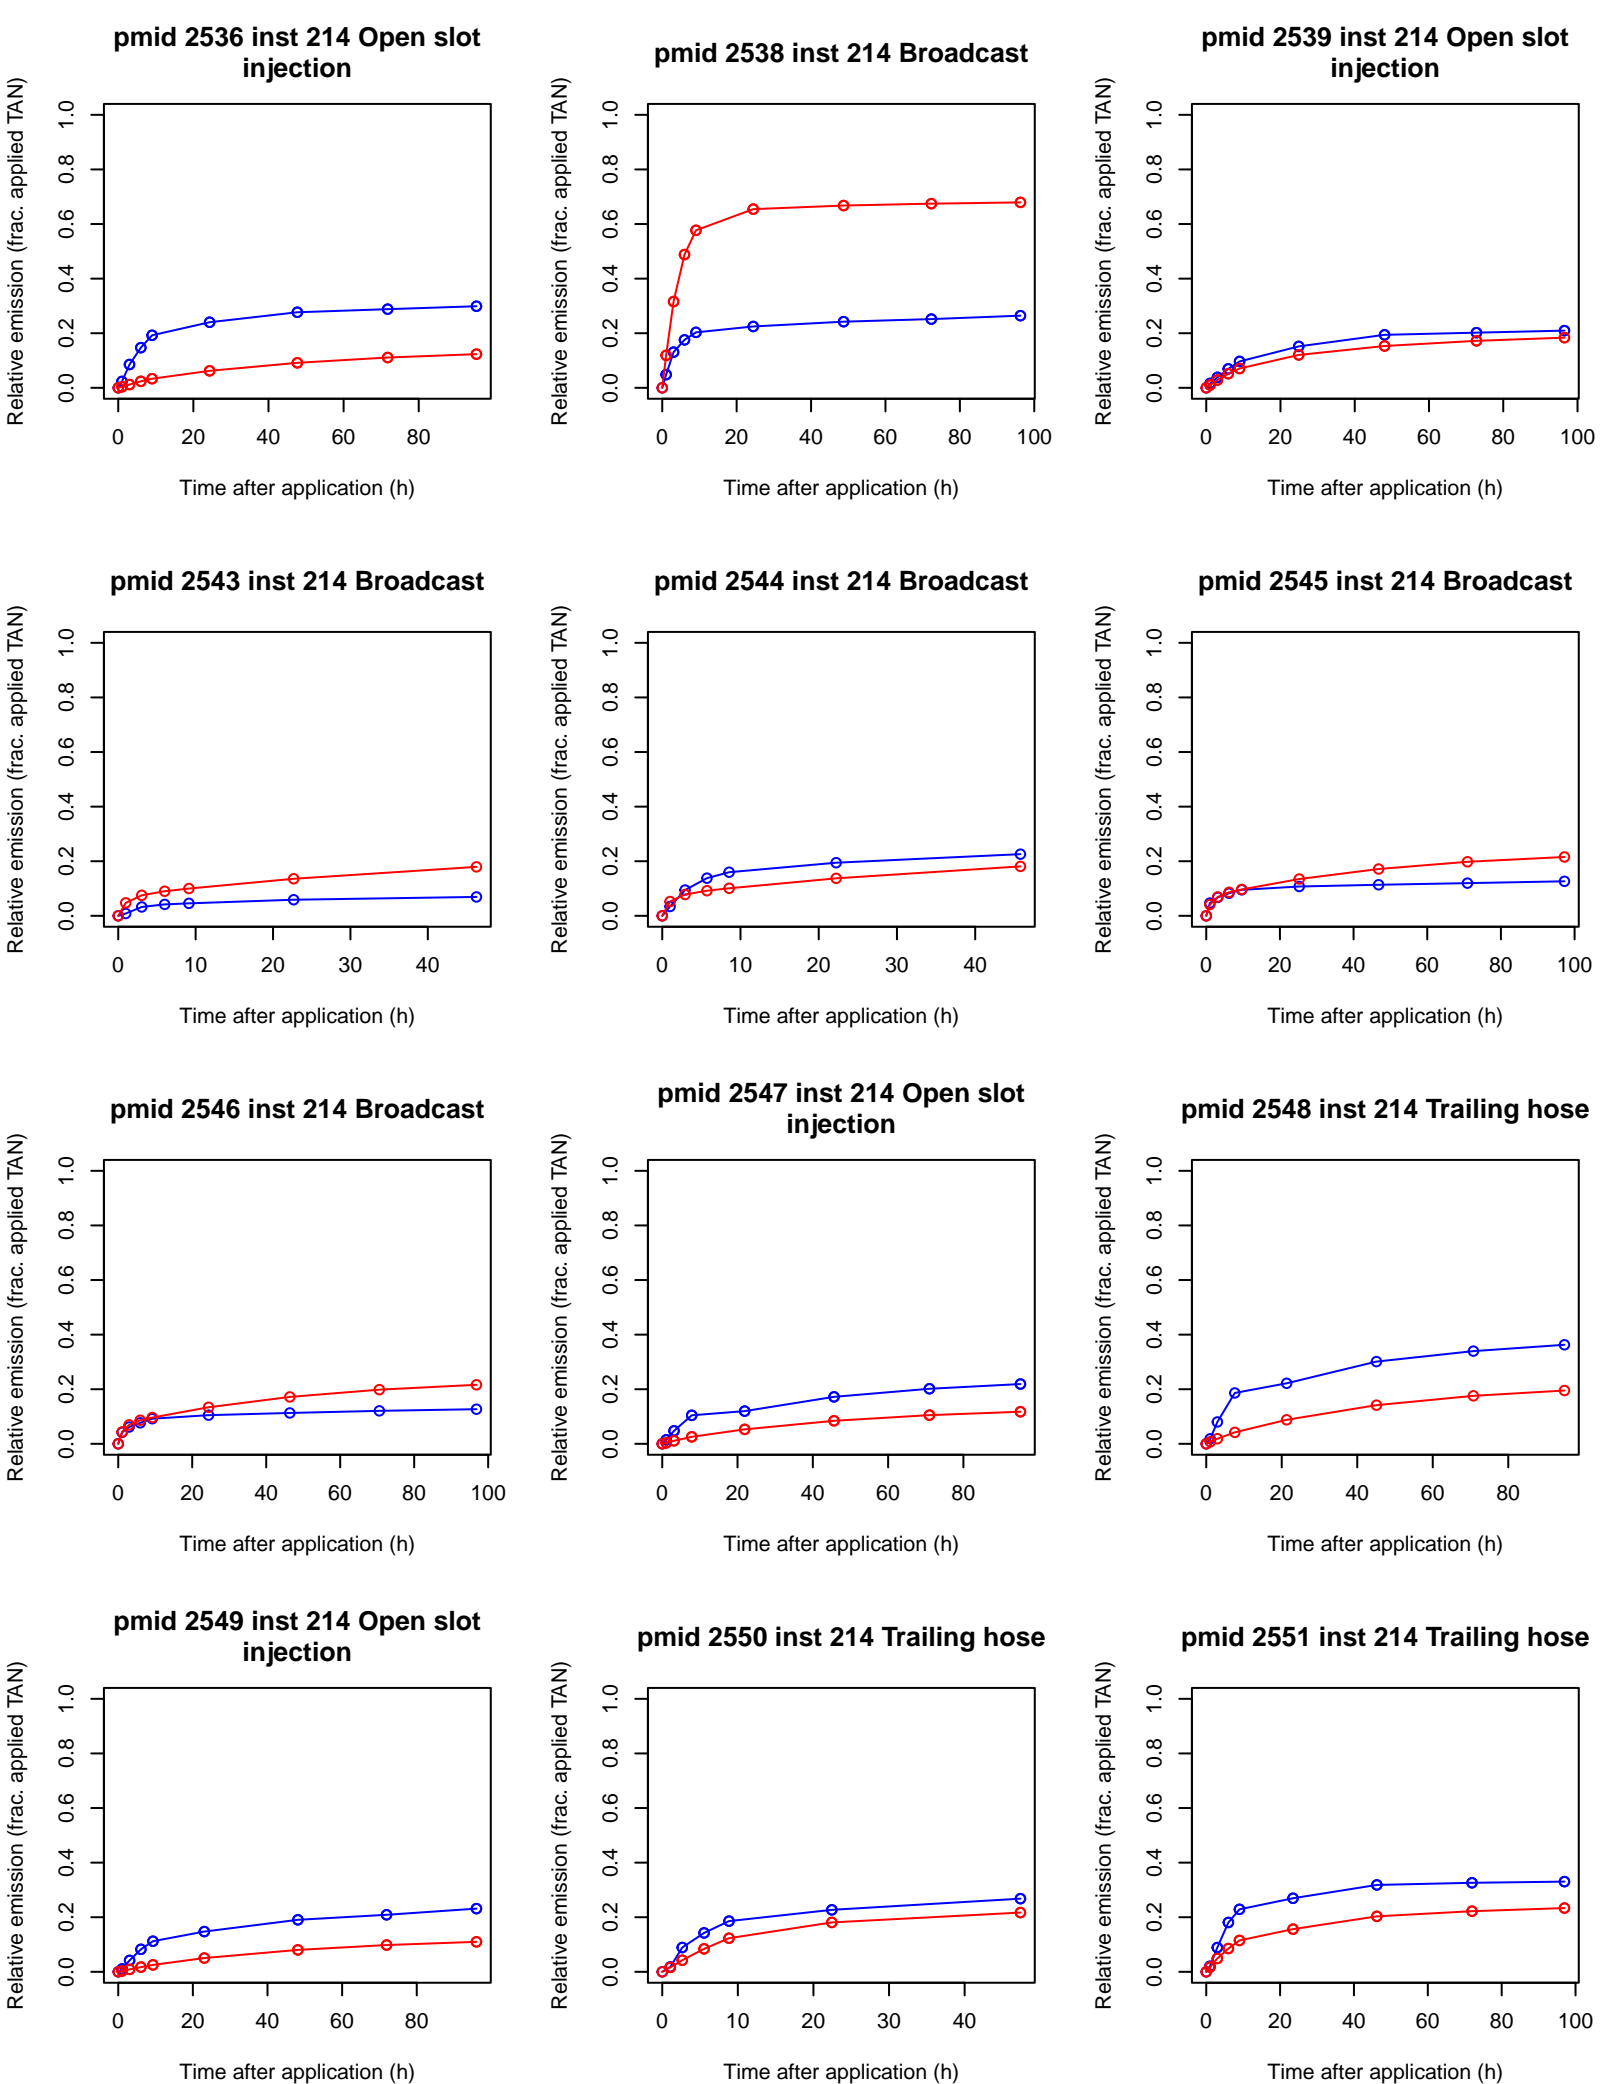 pmid 2536 inst 214 Open slot
injection
Relative emission (frac. applied TAN)
1.0
0.8
0.6
0.4
0.2
0.0
0 20 40 60 80
Time after application (h)
pmid 2538 inst 214 Broadcast
Relative emission (frac. applied TAN)
1.0
0.8
0.6
0.4
0.2
0.0
0 20 40 60 80 100
Time after application (h)
pmid 2539 inst 214 Open slot
injection
Relative emission (frac. applied TAN)
1.0
0.8
0.6
0.4
0.2
0.0
0 20 40 60 80 100
Time after application (h)
pmid 2543 inst 214 Broadcast
Relative emission (frac. applied TAN)
1.0
0.8
0.6
0.4
0.2
0.0
0 10 20 30 40
Time after application (h)
pmid 2544 inst 214 Broadcast
Relative emission (frac. applied TAN)
1.0
0.8
0.6
0.4
0.2
0.0
0 10 20 30 40
Time after application (h)
pmid 2545 inst 214 Broadcast
Relative emission (frac. applied TAN)
1.0
0.8
0.6
0.4
0.2
0.0
0 20 40 60 80 100
Time after application (h)
pmid 2546 inst 214 Broadcast
Relative emission (frac. applied TAN)
1.0
0.8
0.6
0.4
0.2
0.0
0 20 40 60 80 100
Time after application (h)
pmid 2547 inst 214 Open slot
injection
Relative emission (frac. applied TAN)
1.0
0.8
0.6
0.4
0.2
0.0
0 20 40 60 80
Time after application (h)
pmid 2548 inst 214 Trailing hose
Relative emission (frac. applied TAN)
1.0
0.8
0.6
0.4
0.2
0.0
0 20 40 60 80
Time after application (h)
pmid 2549 inst 214 Open slot
injection
Relative emission (frac. applied TAN)
1.0
0.8
0.6
0.4
0.2
0.0
0 20 40 60 80
Time after application (h)
pmid 2550 inst 214 Trailing hose
Relative emission (frac. applied TAN)
1.0
0.8
0.6
0.4
0.2
0.0
0 10 20 30 40
Time after application (h)
pmid 2551 inst 214 Trailing hose
Relative emission (frac. applied TAN)
1.0
0.8
0.6
0.4
0.2
0.0
0 20 40 60 80 100
Time after application (h)